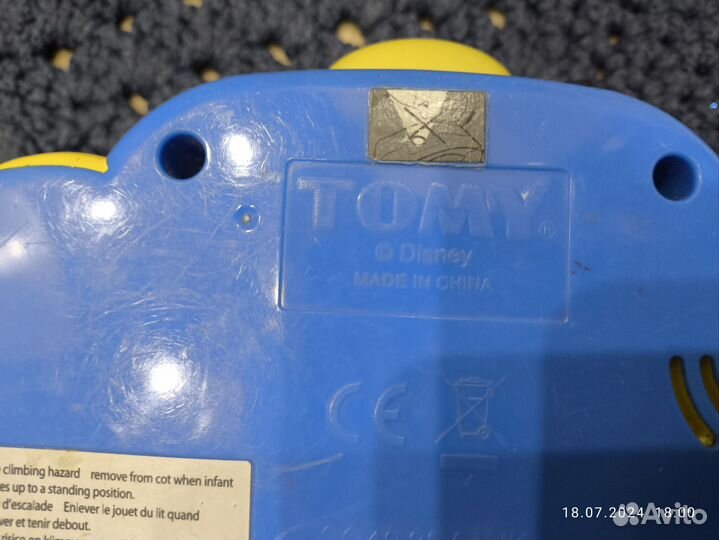 TOMY®
© Disney
MADE IN CHINA
CE
climbing hazard remove from cot when infant
es up to a standing position.
d'escalade Enlever le jouet du lit quand
ver et tenir debout.
18.07.2024 18:00
Avito